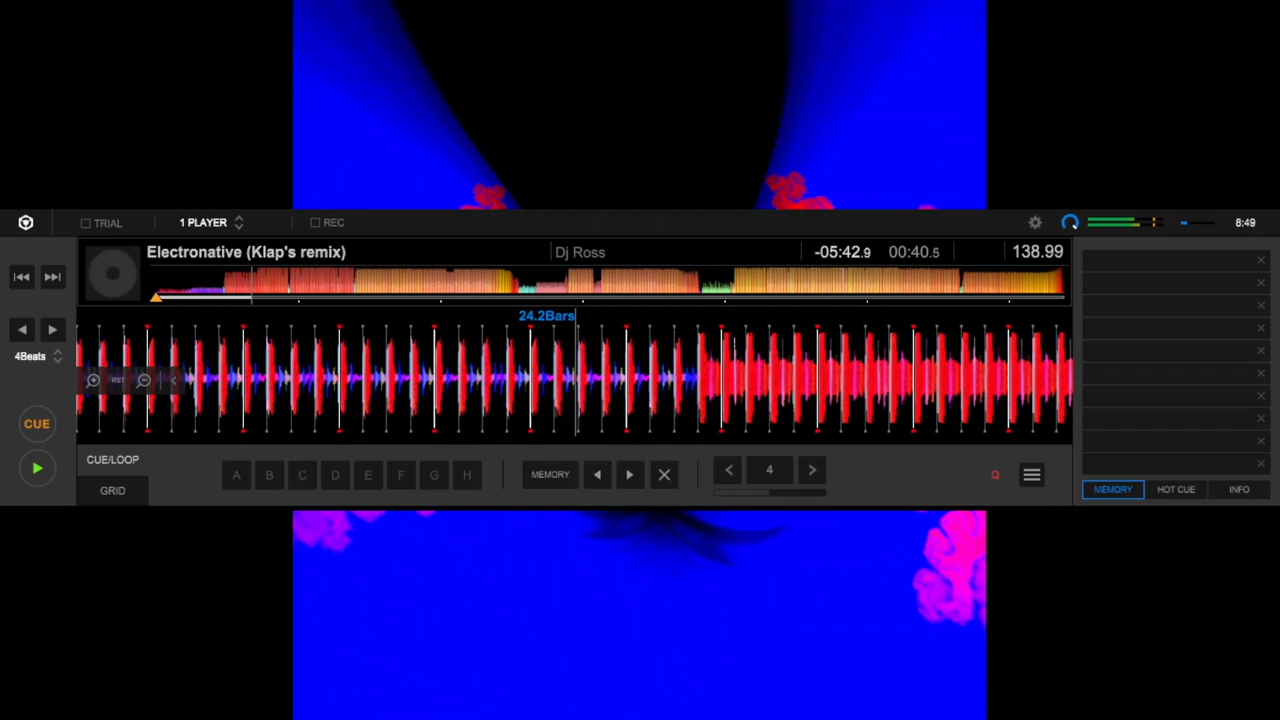 TRIAL 1 PLAYER REC 8:49
Electronative (Klap's remix) Dj Ross -05:42.9 00:40.5 138.99
24.2Bars
4Beats
RST
CUE
CUE/LOOP
GRID
A B C D E F G H MEMORY 4 Q
MEMORY HOT CUE INFO